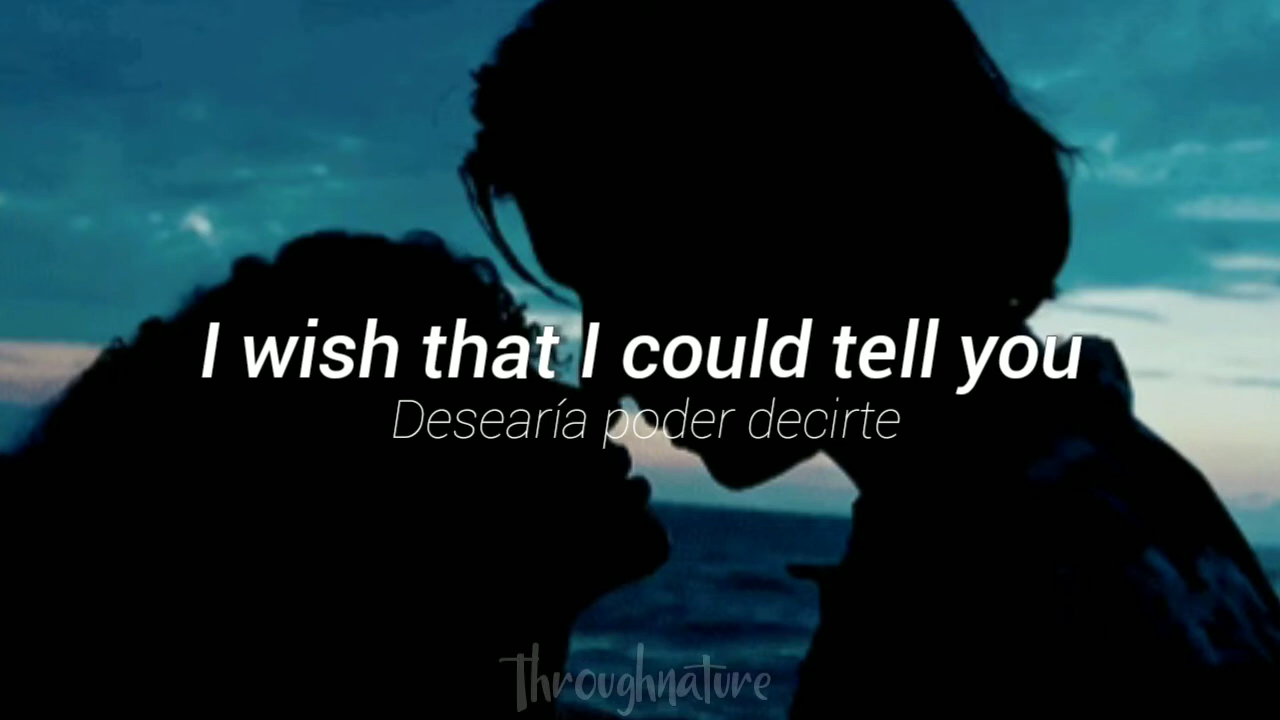 I wish that I could tell you
Desearía poder decirte
Throughnature